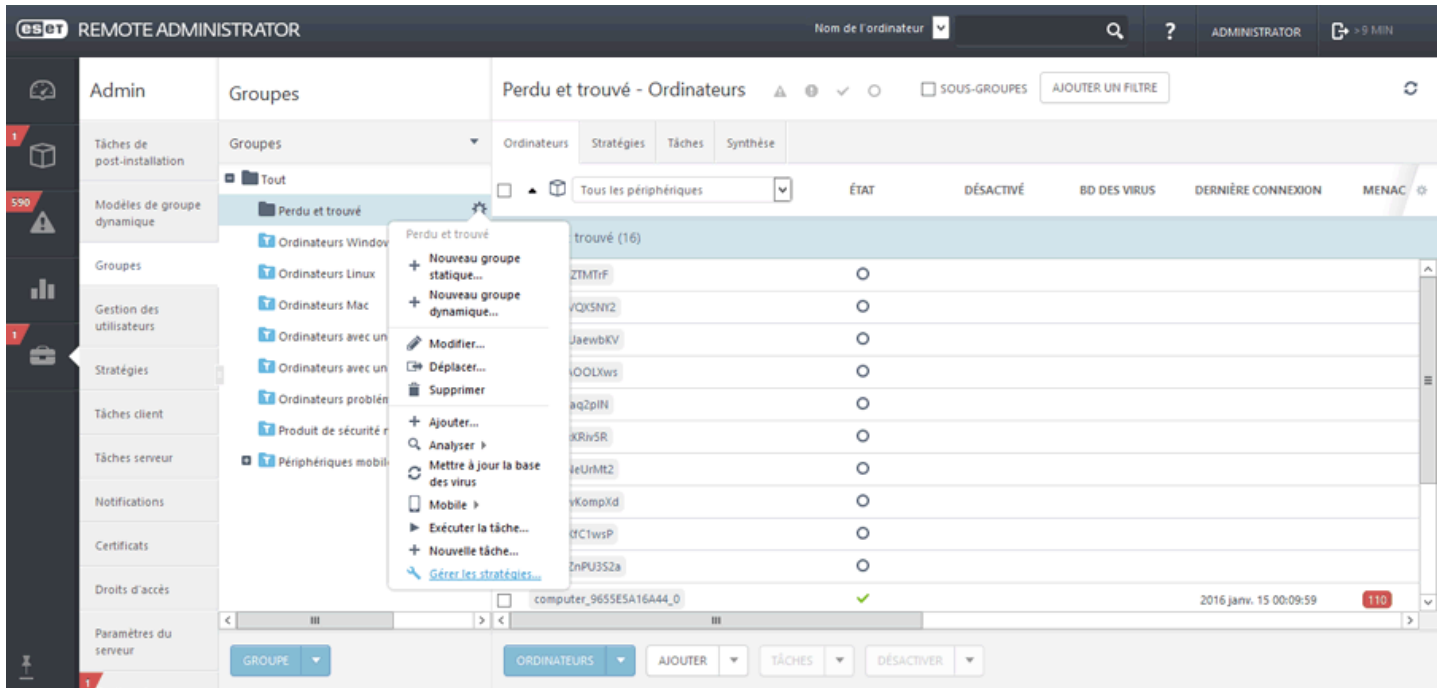 eset REMOTE ADMINISTRATOR
Nom de l'ordinateur
?
ADMINISTRATOR
>9 MIN
Admin
Tâches de
post-installation
Modèles de groupe
dynamique
Groupes
Gestion des
utilisateurs
Stratégies
Tâches client
Tâches serveur
Notifications
Certificats
Droits d'accès
Paramètres du
serveur
1
590
1
1
Groupes
Groupes
Tout
Perdu et trouvé
Ordinateurs Window
Ordinateurs Linux
Ordinateurs Mac
Ordinateurs avec un
Ordinateurs avec un
Ordinateurs problém
Produit de sécurité
Périphériques mobil
GROUPE
Perdu et trouvé
Nouveau groupe
statique...
Nouveau groupe
dynamique...
Modifier...
Déplacer...
Supprimer
Ajouter...
Analyser
Mettre à jour la base
des virus
Mobile
Exécuter la tâche...
Nouvelle tâche...
Gérer les stratégies...
Perdu et trouvé - Ordinateurs
SOUS-GROUPES
AJOUTER UN FILTRE
Ordinateurs
Stratégies
Tâches
Synthèse
Tous les périphériques
ÉTAT
DÉSACTIVÉ
BD DES VIRUS
DERNIÈRE CONNEXION
MENAC
trouvé (16)
ZTMTrF
VQX5NY2
JaewbKV
AOOLXws
aq2pIN
KRiv5R
NeUrMt2
vKompXd
KfC1wsP
ZnPU3S2a
computer_9655E5A16A44_0
2016 janv. 15 00:09:59
110
ORDINATEURS
AJOUTER
TÂCHES
DÉSACTIVER